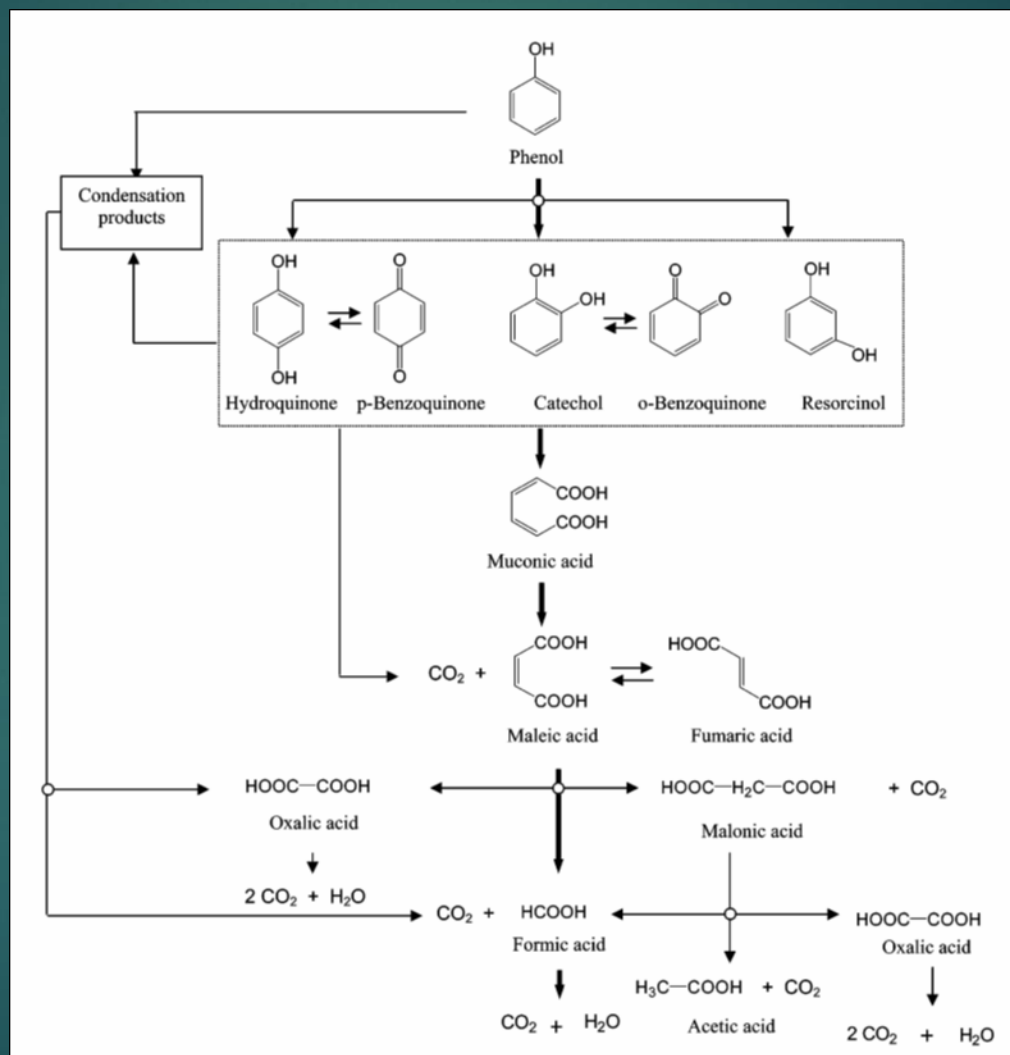 OH
Phenol
Condensation
products
OH
OH
Hydroquinone
O
O
p-Benzoquinone
OH
OH
Catechol
O
O
o-Benzoquinone
OH
OH
Resorcinol
COOH
COOH
Muconic acid
CO₂ +
COOH
COOH
Maleic acid
HOOC
COOH
Fumaric acid
HOOC–COOH
Oxalic acid
2 CO₂ + H₂O
HOOC–H₂C–COOH + CO₂
Malonic acid
CO₂ + HCOOH
Formic acid
CO₂ + H₂O
H₃C–COOH + CO₂
Acetic acid
HOOC–COOH
Oxalic acid
2 CO₂ + H₂O